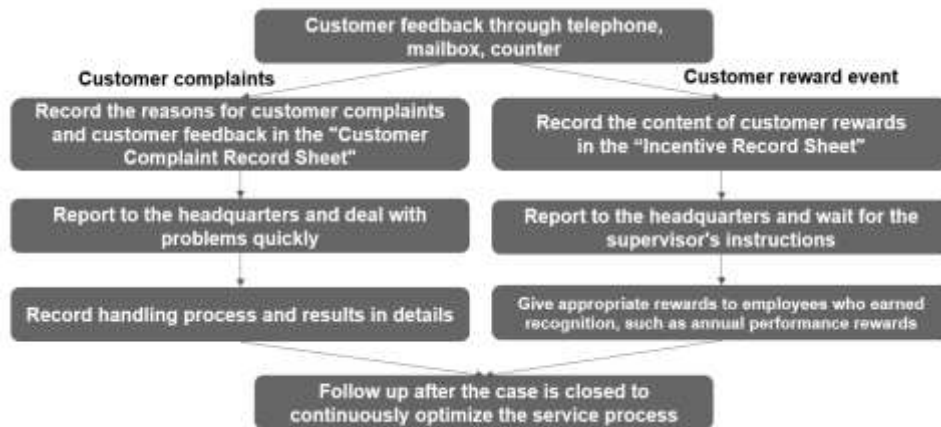 Customer feedback through telephone,
mailbox, counter
Customer complaints
Customer reward event
Record the reasons for customer complaints
and customer feedback in the "Customer
Complaint Record Sheet"
Record the content of customer rewards
in the “Incentive Record Sheet"
Report to the headquarters and deal with
problems quickly
Report to the headquarters and wait for the
supervisor's instructions
Record handling process and results in details
Give appropriate rewards to employees who earned
recognition, such as annual performance rewards
Follow up after the case is closed to
continuously optimize the service process